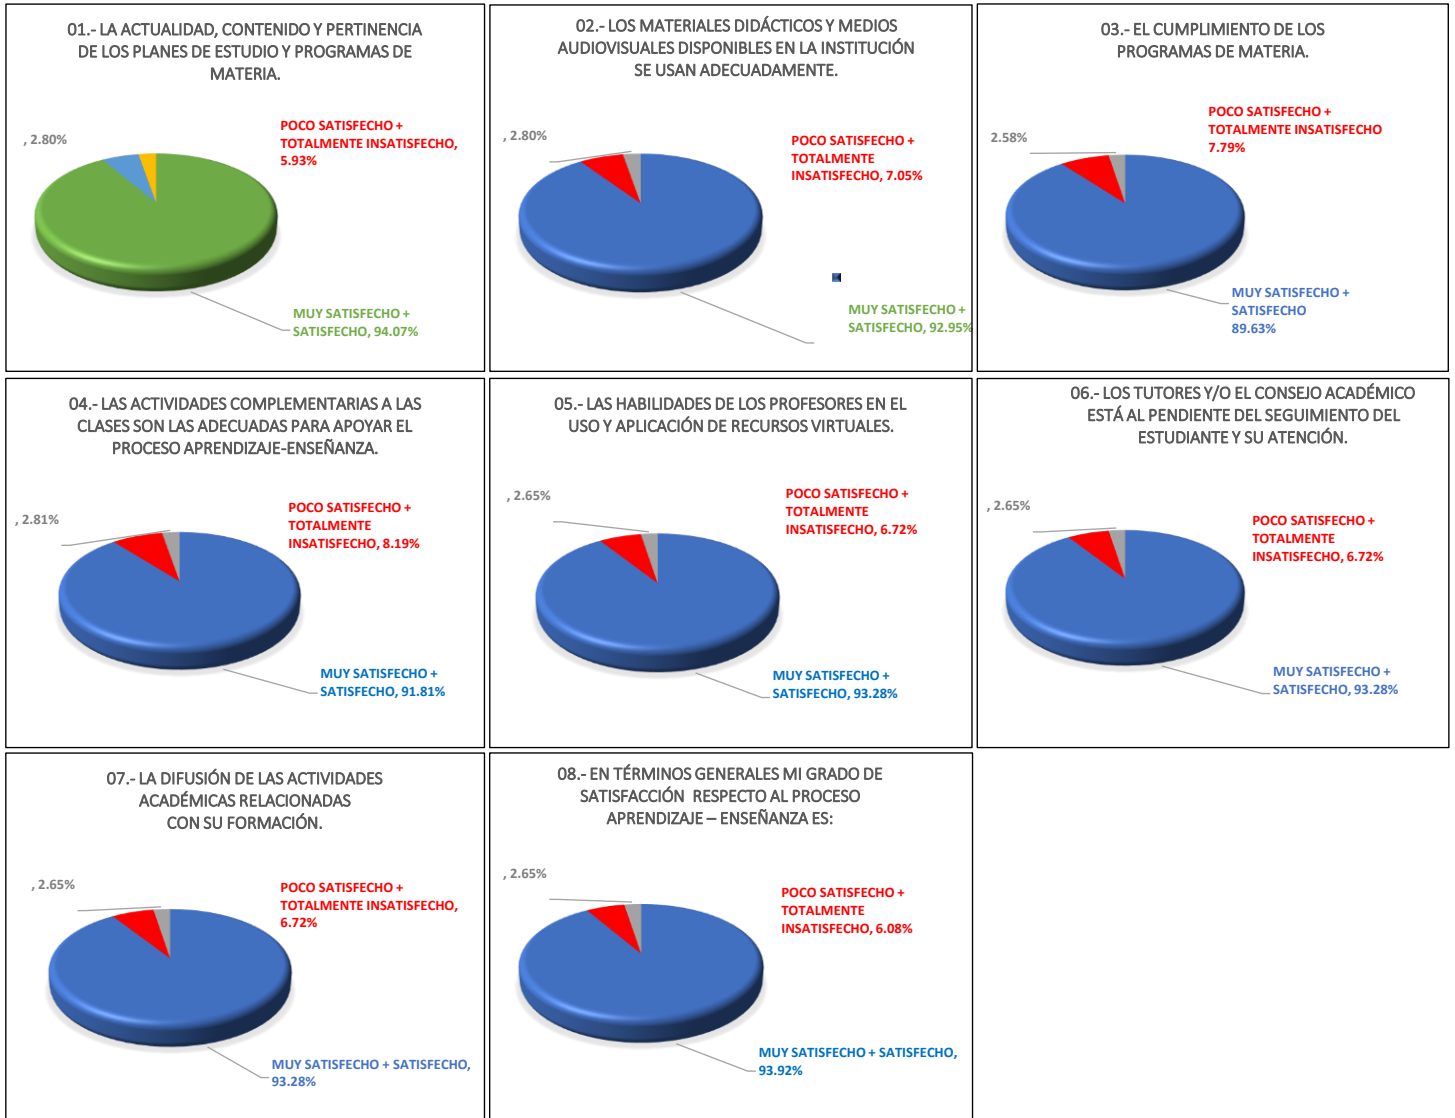 01.- LA ACTUALIDAD, CONTENIDO Y PERTINENCIA
DE LOS PLANES DE ESTUDIO Y PROGRAMAS DE
MATERIA.
, 2.80%
POCO SATISFECHO +
TOTALMENTE INSATISFECHO,
5.93%
MUY SATISFECHO +
SATISFECHO, 94.07%
02.- LOS MATERIALES DIDÁCTICOS Y MEDIOS
AUDIOVISUALES DISPONIBLES EN LA INSTITUCIÓN
SE USAN ADECUADAMENTE.
, 2.80%
POCO SATISFECHO +
TOTALMENTE
INSATISFECHO, 7.05%
MUY SATISFECHO +
SATISFECHO, 92.95%
03.- EL CUMPLIMIENTO DE LOS
PROGRAMAS DE MATERIA.
2.58%
POCO SATISFECHO +
TOTALMENTE INSATISFECHO
7.79%
MUY SATISFECHO +
SATISFECHO
89.63%
04.- LAS ACTIVIDADES COMPLEMENTARIAS A LAS
CLASES SON LAS ADECUADAS PARA APOYAR EL
PROCESO APRENDIZAJE-ENSEÑANZA.
, 2.81%
POCO SATISFECHO +
TOTALMENTE
INSATISFECHO, 8.19%
MUY SATISFECHO +
SATISFECHO, 91.81%
05.- LAS HABILIDADES DE LOS PROFESORES EN EL
USO Y APLICACIÓN DE RECURSOS VIRTUALES.
, 2.65%
POCO SATISFECHO +
TOTALMENTE
INSATISFECHO, 6.72%
MUY SATISFECHO +
SATISFECHO, 93.28%
06.- LOS TUTORES Y/O EL CONSEJO ACADÉMICO
ESTÁ AL PENDIENTE DEL SEGUIMIENTO DEL
ESTUDIANTE Y SU ATENCIÓN.
, 2.65%
POCO SATISFECHO +
TOTALMENTE
INSATISFECHO, 6.72%
MUY SATISFECHO +
SATISFECHO, 93.28%
07.- LA DIFUSIÓN DE LAS ACTIVIDADES
ACADÉMICAS RELACIONADAS
CON SU FORMACIÓN.
, 2.65%
POCO SATISFECHO +
TOTALMENTE INSATISFECHO,
6.72%
MUY SATISFECHO + SATISFECHO,
93.28%
08.- EN TÉRMINOS GENERALES MI GRADO DE
SATISFACCIÓN  RESPECTO AL PROCESO
APRENDIZAJE – ENSEÑANZA ES:
, 2.65%
POCO SATISFECHO +
TOTALMENTE
INSATISFECHO, 6.08%
MUY SATISFECHO + SATISFECHO,
93.92%